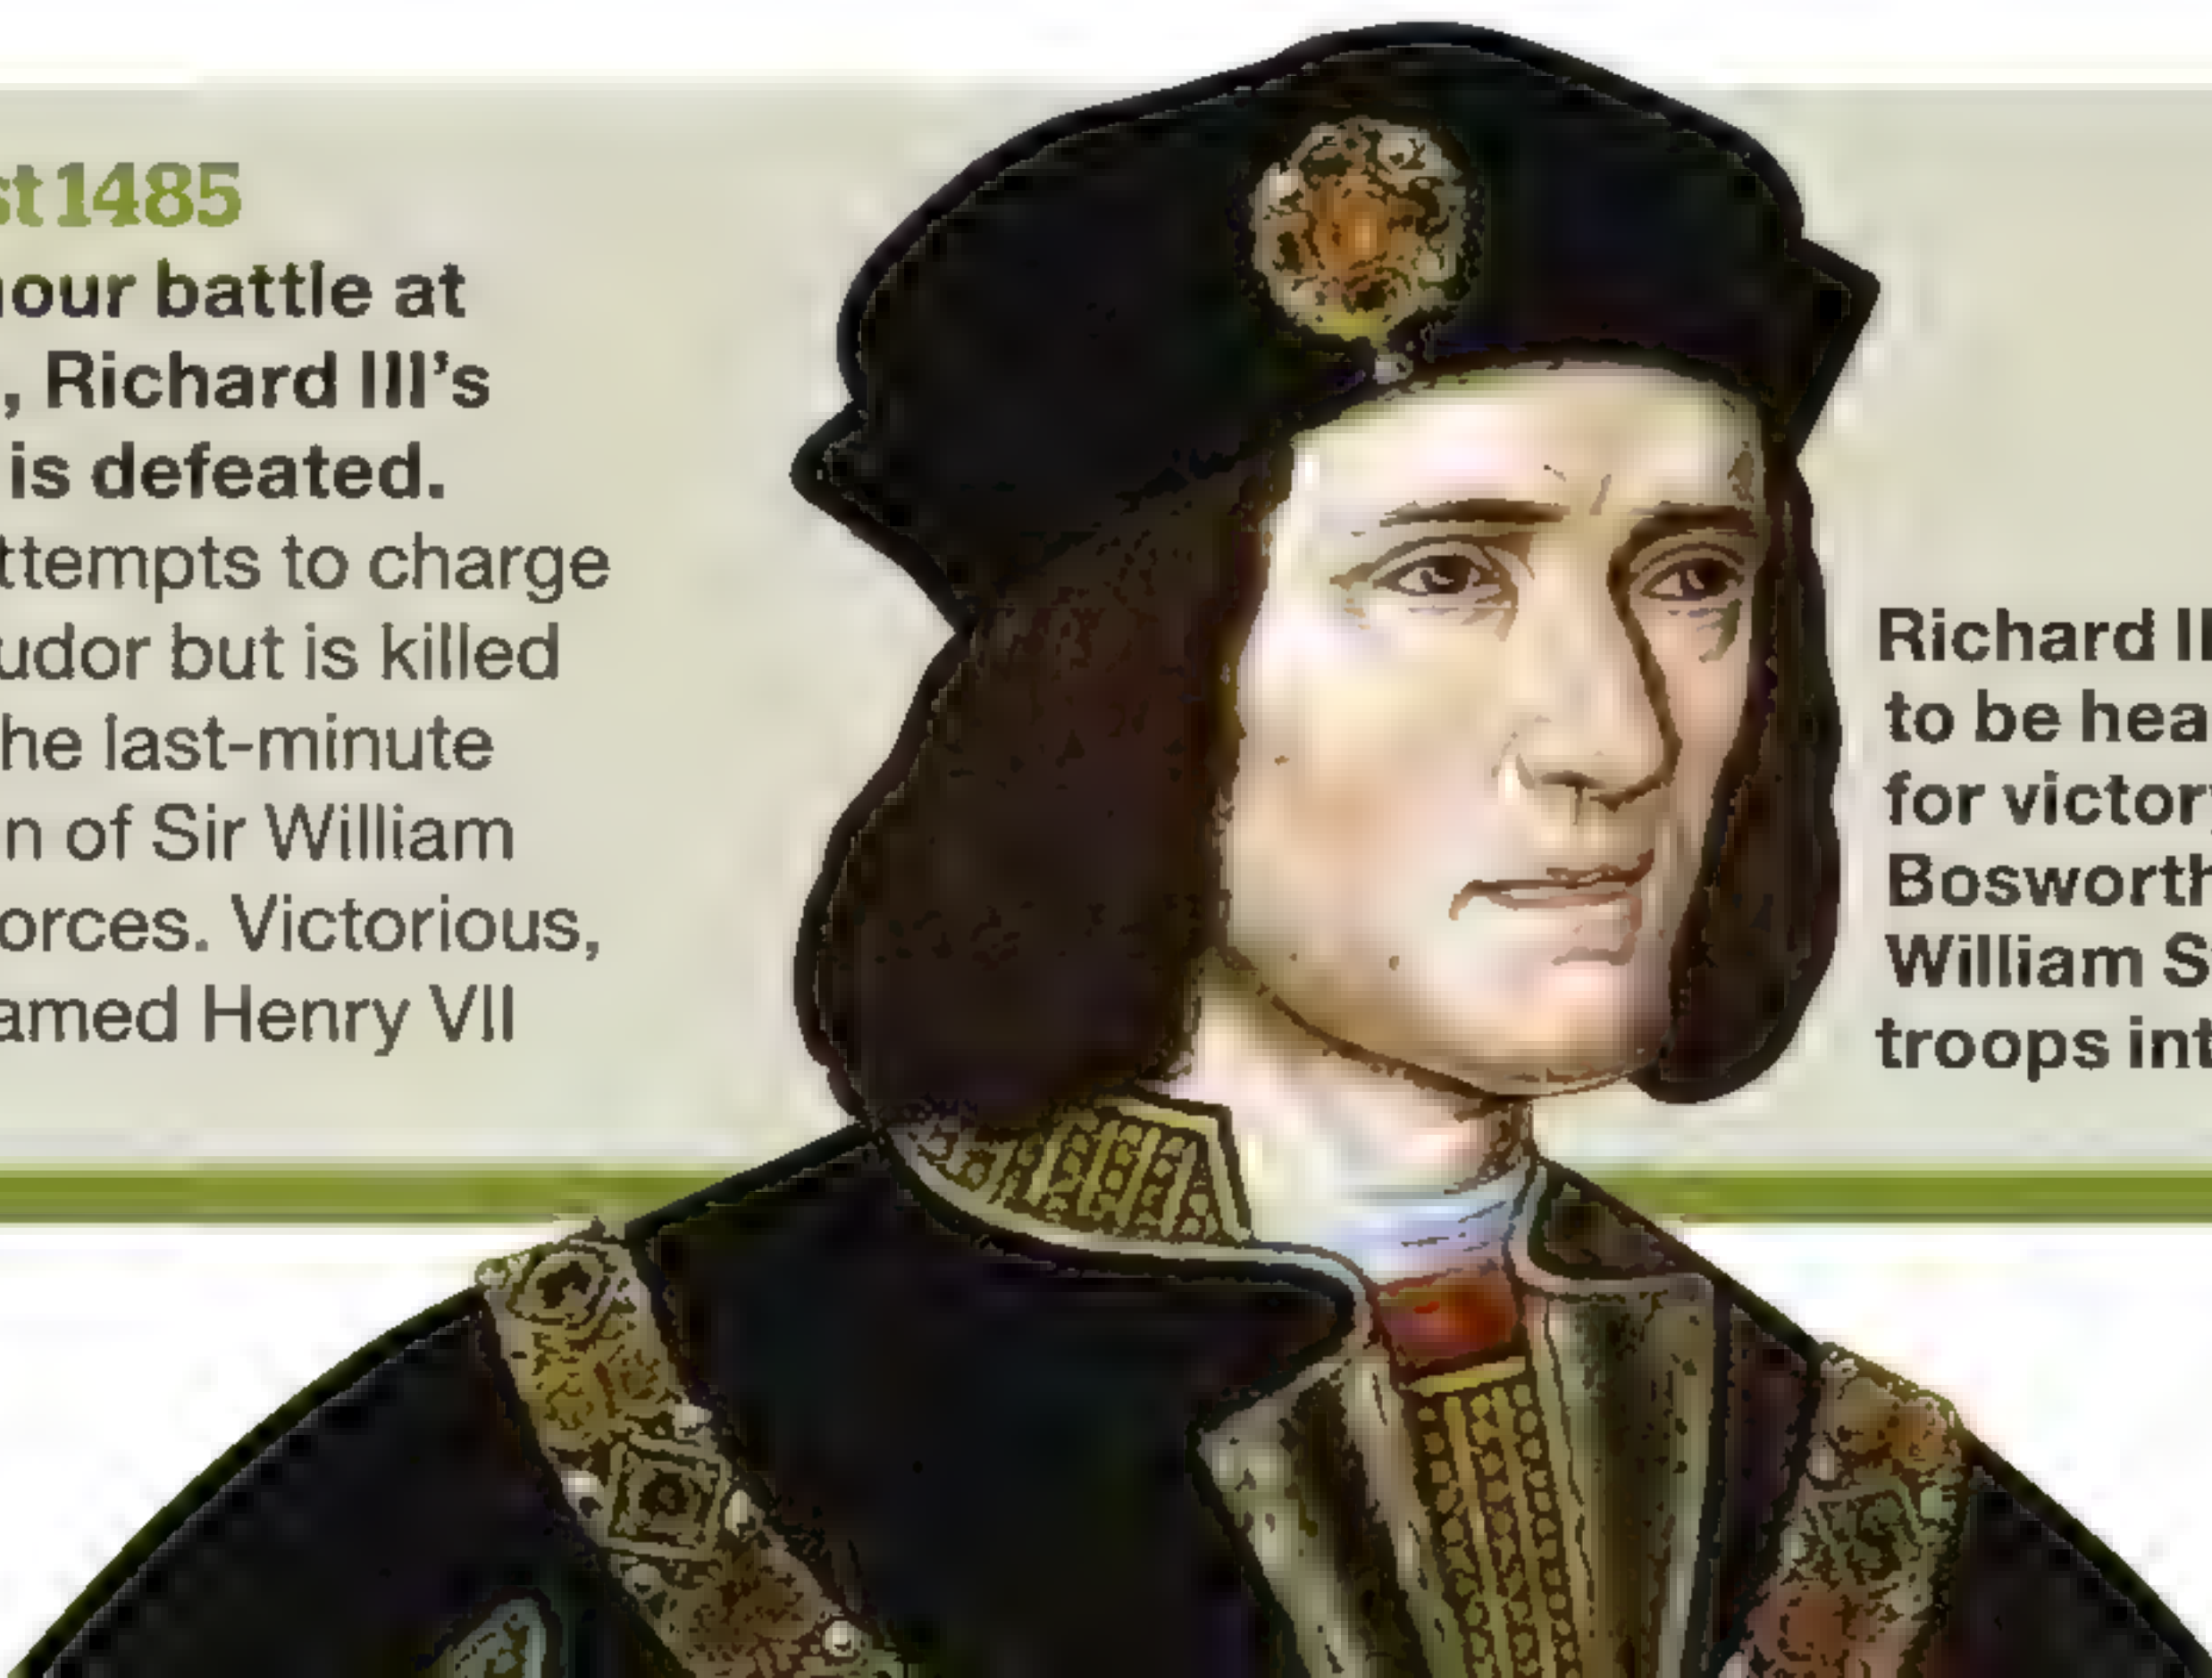 st 1485
hour battle at
, Richard III's
is defeated.
ttempts to charge
udor but is killed
he last-minute
n of Sir William
orces. Victorious,
amed Henry VII
Richard II
to be hea
for victory
Bosworth
William S
troops int